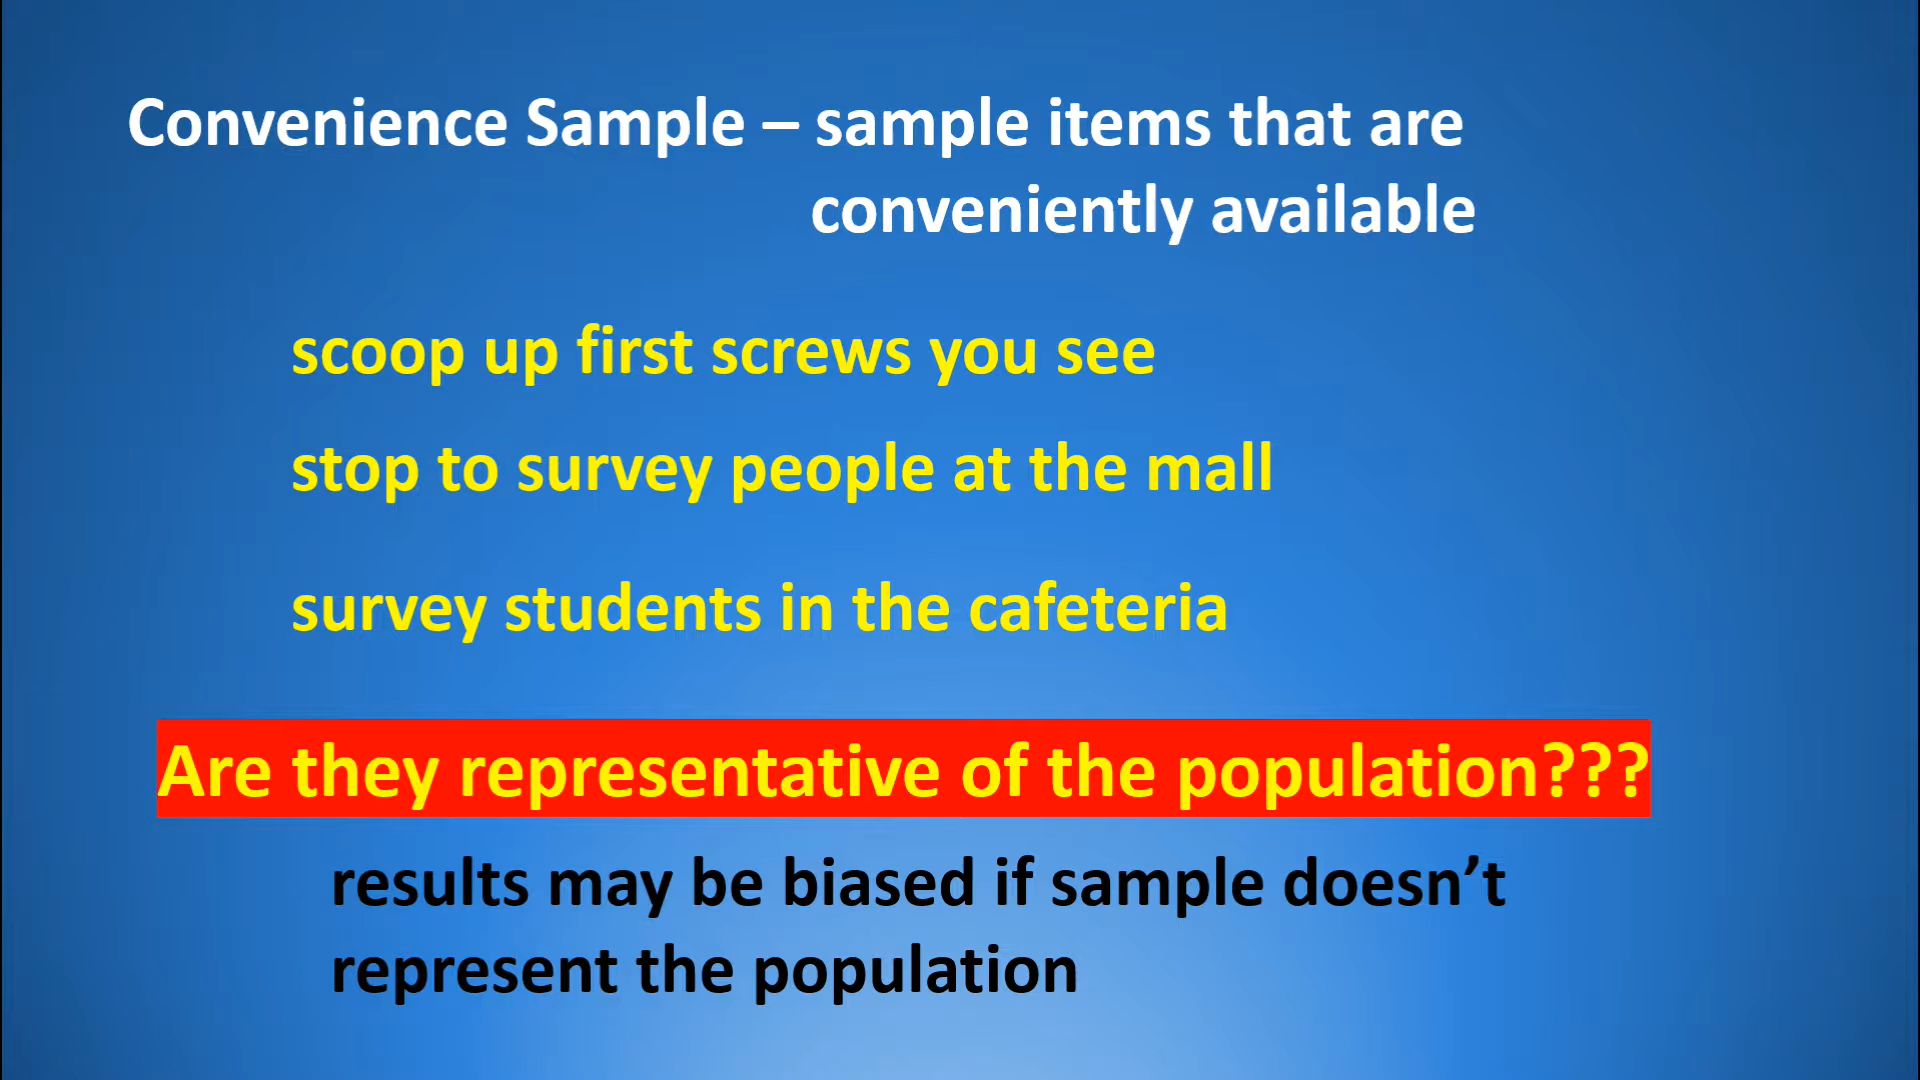 Convenience Sample – sample items that are
conveniently available
scoop up first screws you see
stop to survey people at the mall
survey students in the cafeteria
Are they representative of the population???
results may be biased if sample doesn’t
represent the population